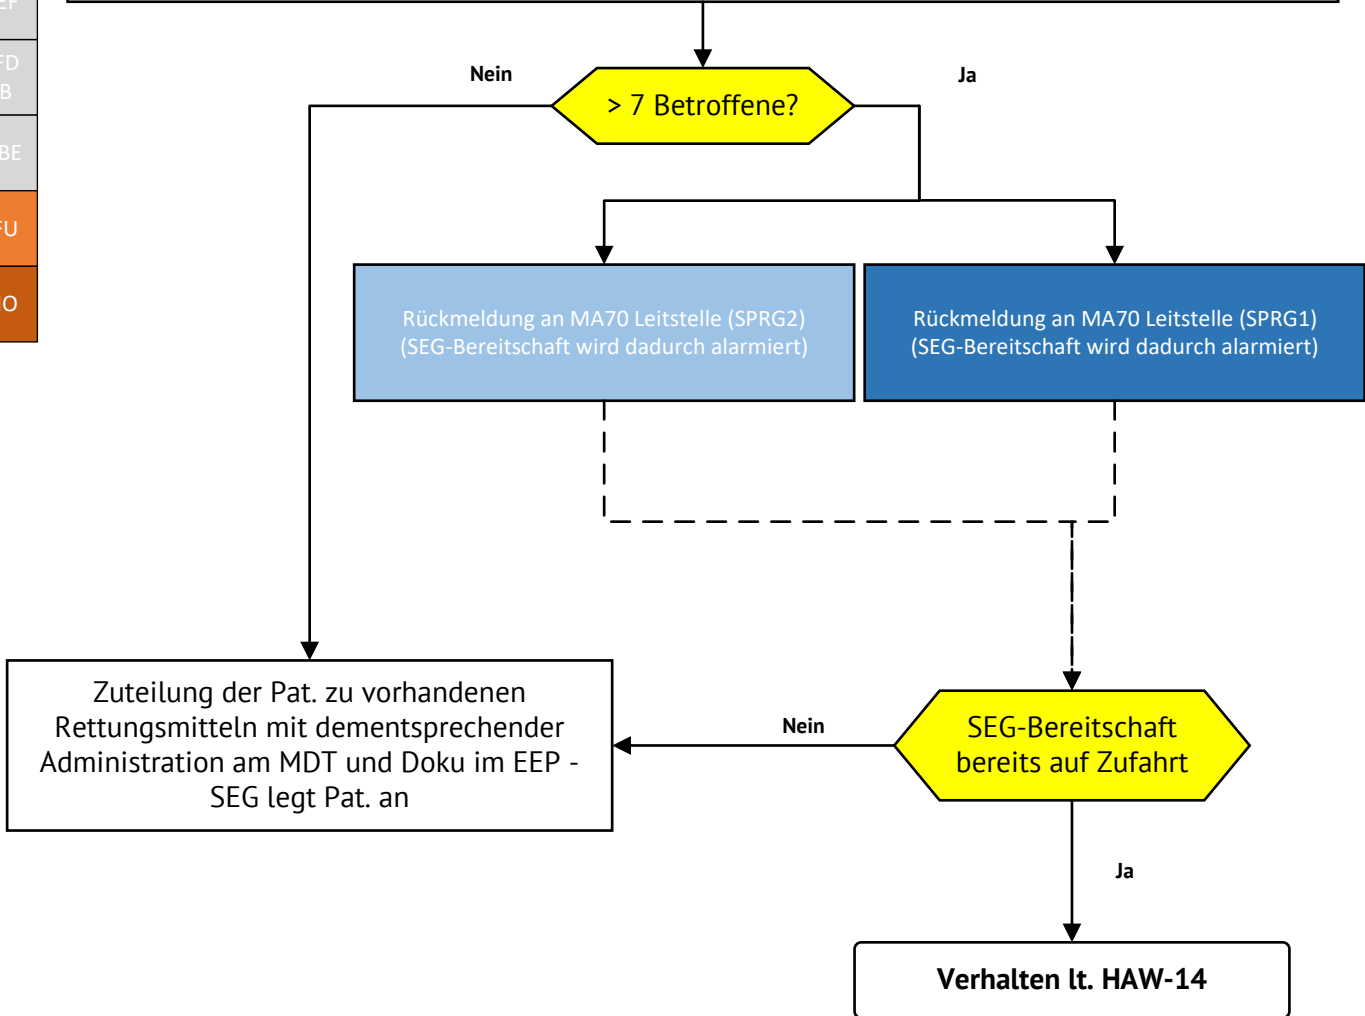 Nein
Ja
> 7 Betroffene?
BE
Rückmeldung an MA70 Leitstelle (SPRG2)
(SEG-Bereitschaft wird dadurch alarmiert)
Rückmeldung an MA70 Leitstelle (SPRG1)
(SEG-Bereitschaft wird dadurch alarmiert)
Zuteilung der Pat. zu vorhandenen
Rettungsmitteln mit dementsprechender
Administration am MDT und Doku im EEP -
SEG legt Pat. an
Nein
SEG-Bereitschaft
bereits auf Zufahrt
Ja
Verhalten lt. HAW-14